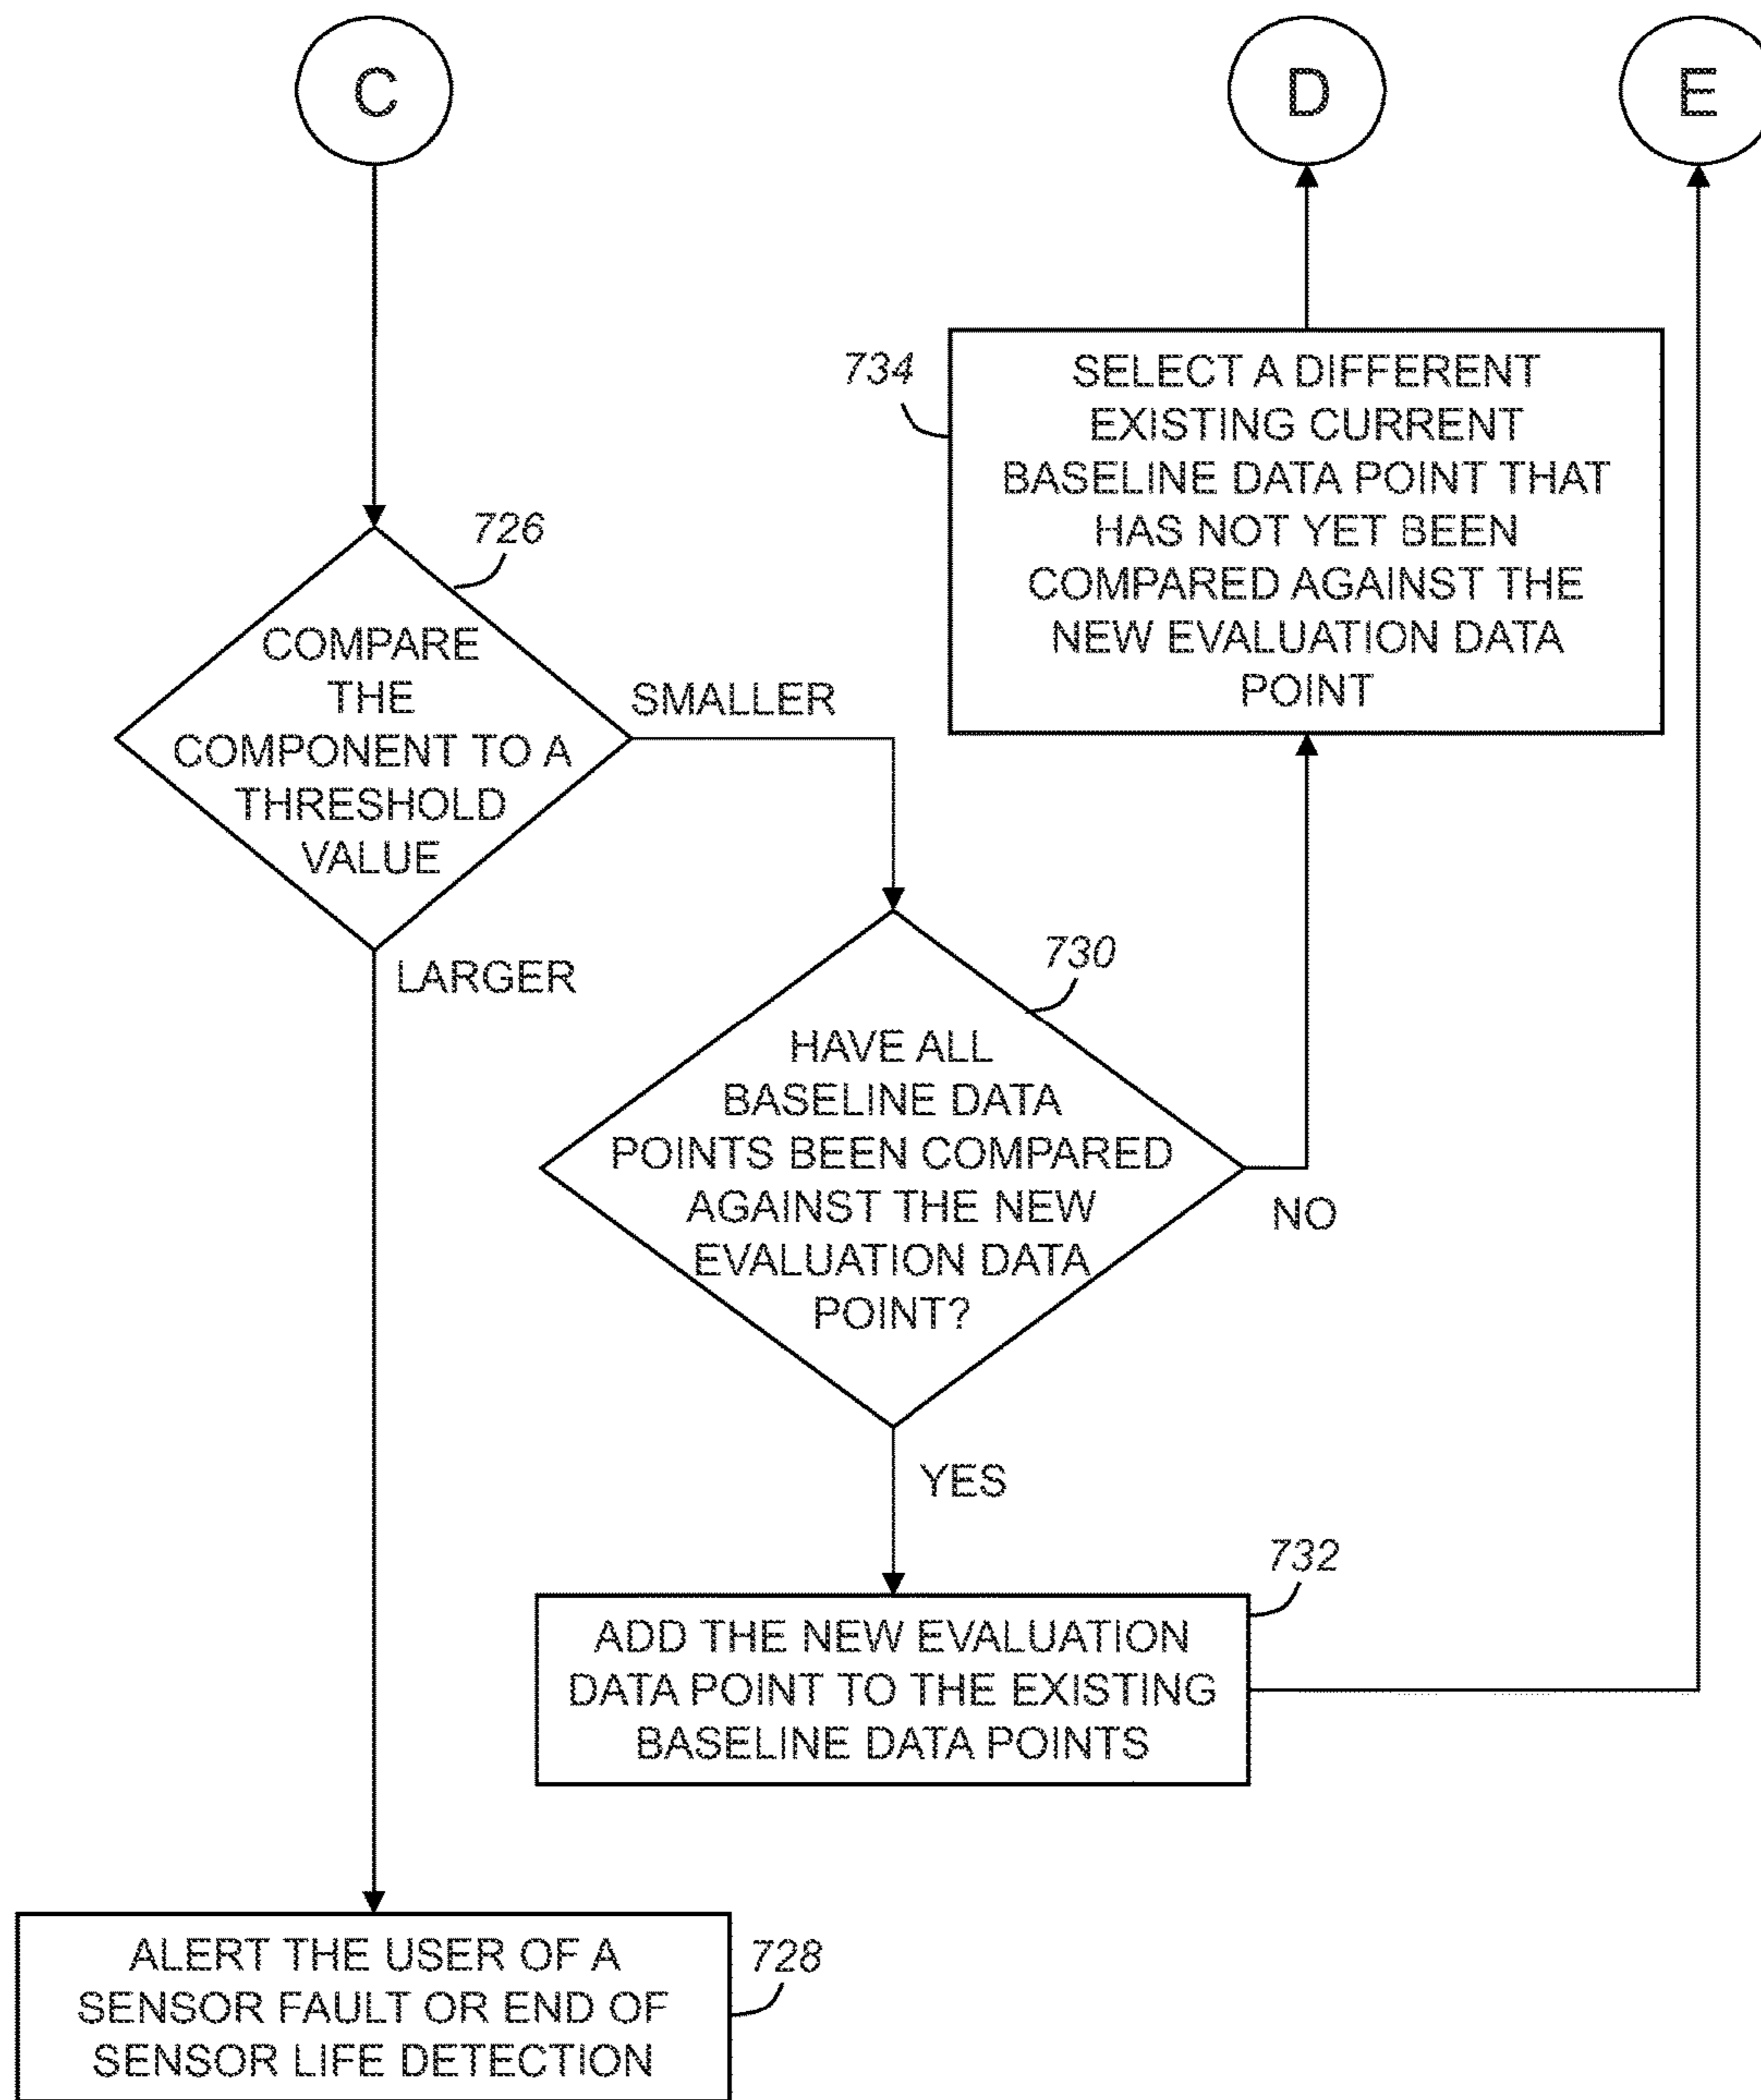 C
D
E
734
SELECT A DIFFERENT
EXISTING CURRENT
BASELINE DATA POINT THAT
HAS NOT YET BEEN
COMPARED AGAINST THE
NEW EVALUATION DATA
POINT
726
COMPARE
THE
COMPONENT TO A
THRESHOLD
VALUE
SMALLER
LARGER
730
HAVE ALL
BASELINE DATA
POINTS BEEN COMPARED
AGAINST THE NEW
EVALUATION DATA
POINT?
NO
YES
732
ADD THE NEW EVALUATION
DATA POINT TO THE EXISTING
BASELINE DATA POINTS
ALERT THE USER OF A
SENSOR FAULT OR END OF
SENSOR LIFE DETECTION
728